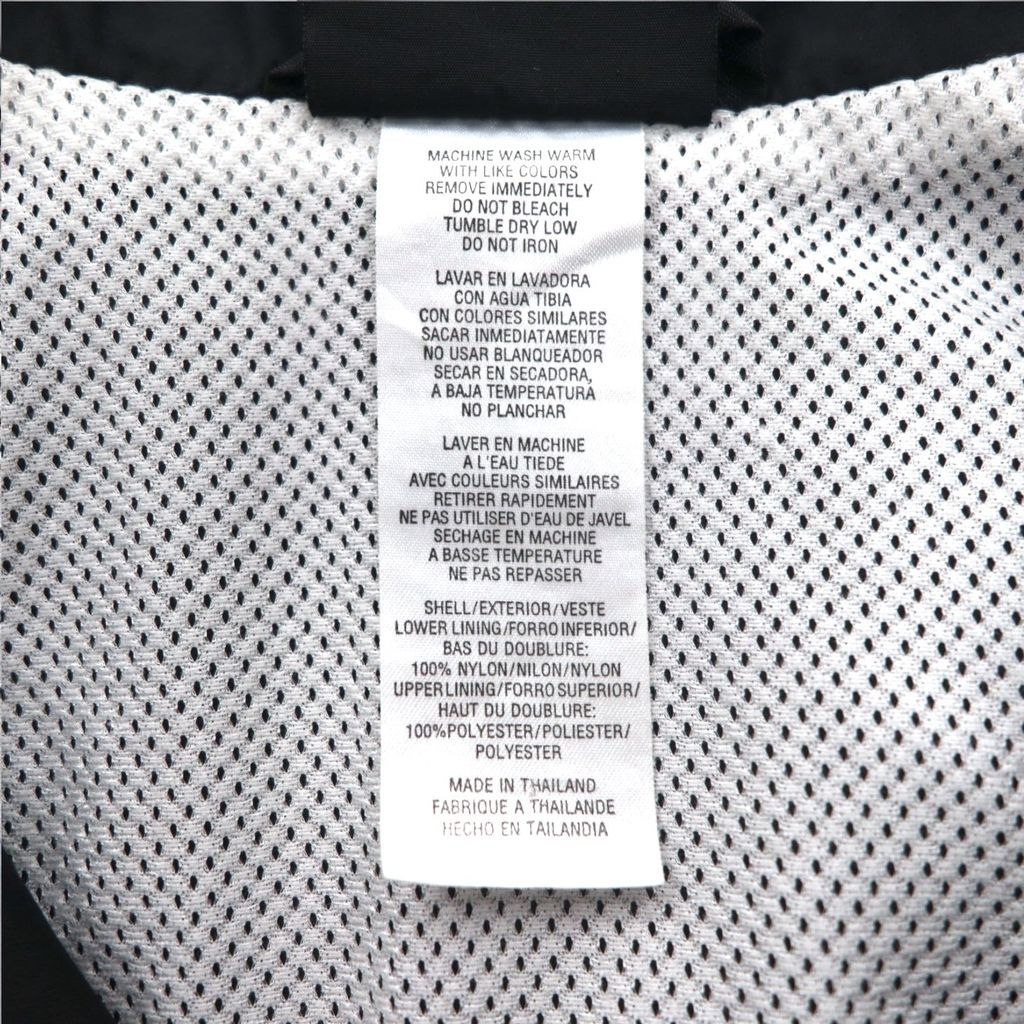 MACHINE WASH WARM
WITH LIKE COLORS
REMOVE IMMEDIATELY
DO NOT BLEACH
TUMBLE DRY LOW
DO NOT IRON
LAVAR EN LAVADORA
CON AGUA TIBIA
CON COLORES SIMILARES
SACAR INMEDIATAMENTE
NO USAR BLANQUEADOR
SECAR EN SECADORA,
A BAJA TEMPERATURA
NO PLANCHAR
LAVER EN MACHINE
A L'EAU TIEDE
AVEC COULEURS SIMILAIRES
RETIRER RAPIDEMENT
NE PAS UTILISER D'EAU DE JAVEL
SECHAGE EN MACHINE
A BASSE TEMPERATURE
NE PAS REPASSER
SHELL/EXTERIOR/VESTE
LOWER LINING/FORRO INFERIOR/
BAS DU DOUBLURE:
100% NYLON/NILON/NYLON
UPPER LINING/FORRO SUPERIOR/
HAUT DU DOUBLURE:
100%POLYESTER/POLIESTER/
POLYESTER
MADE IN THAILAND
FABRIQUE A THAILANDE
HECHO EN TAILANDIA